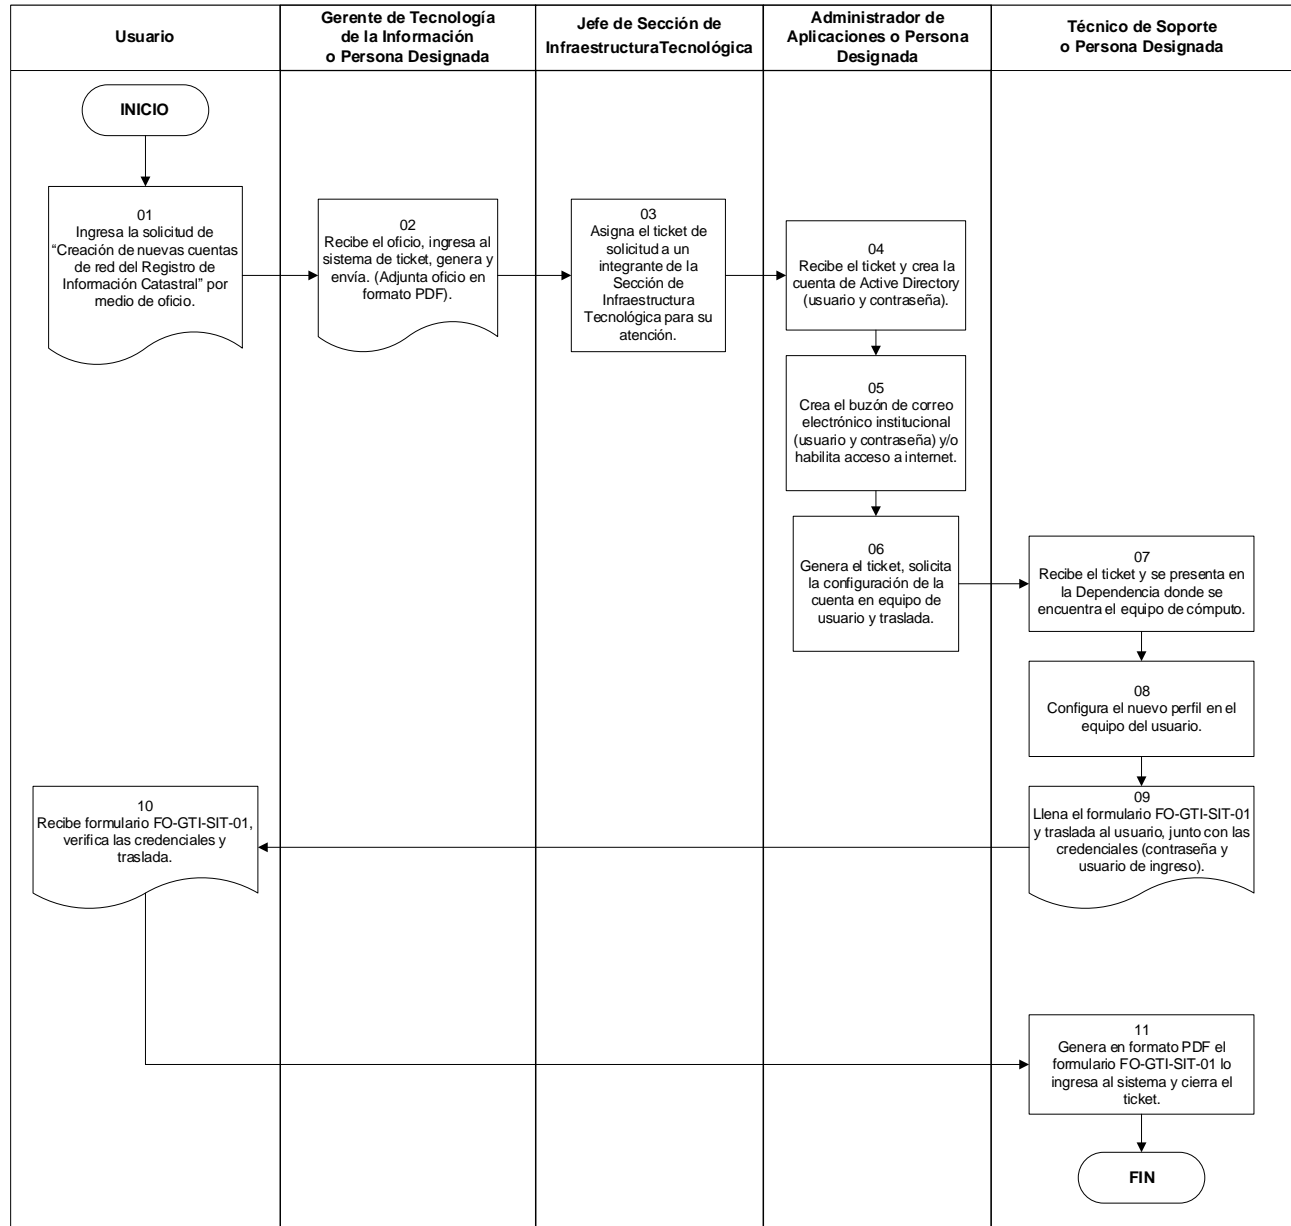 Usuario
Gerente de Tecnología
de la Información
o Persona Designada
Jefe de Sección de
Infraestructura Tecnológica
Administrador de
Aplicaciones o Persona
Designada
Técnico de Soporte
o Persona Designada
INICIO
01
Ingresa la solicitud de
“Creación de nuevas cuentas
de red del Registro de
Información Catastral” por
medio de oficio.
02
Recibe el oficio, ingresa al
sistema de ticket, genera y
envía. (Adjunta oficio en
formato PDF).
03
Asigna el ticket de
solicitud a un
integrante de la
Sección de
Infraestructura
Tecnológica para su
atención.
04
Recibe el ticket y crea la
cuenta de Active Directory
(usuario y contraseña).
05
Crea el buzón de correo
electrónico institucional
(usuario y contraseña) y/o
habilita acceso a internet.
06
Genera el ticket, solicita
la configuración de la
cuenta en equipo de
usuario y traslada.
07
Recibe el ticket y se presenta en
la Dependencia donde se
encuentra el equipo de cómputo.
08
Configura el nuevo perfil en el
equipo del usuario.
09
Llena el formulario FO-GTI-SIT-01
y traslada al usuario, junto con las
credenciales (contraseña y
usuario de ingreso).
10
Recibe formulario FO-GTI-SIT-01,
verifica las credenciales y
traslada.
11
Genera en formato PDF el
formulario FO-GTI-SIT-01 lo
ingresa al sistema y cierra el
ticket.
FIN